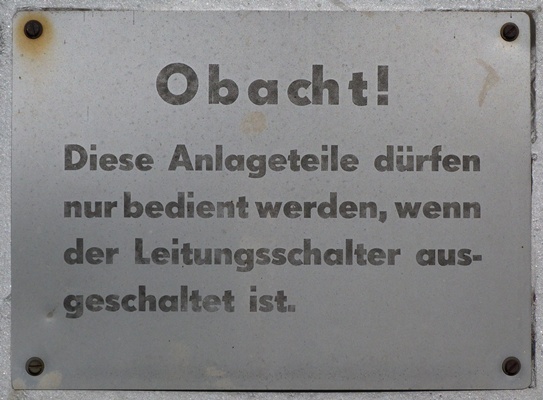 Obacht!
Diese Anlageteile dürfen
nur bedient werden, wenn
der Leitungsschalter aus-
geschaltet ist.